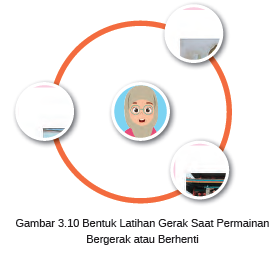 Gambar 3.10 Bentuk Latihan Gerak Saat Permainan
Bergerak atau Berhenti